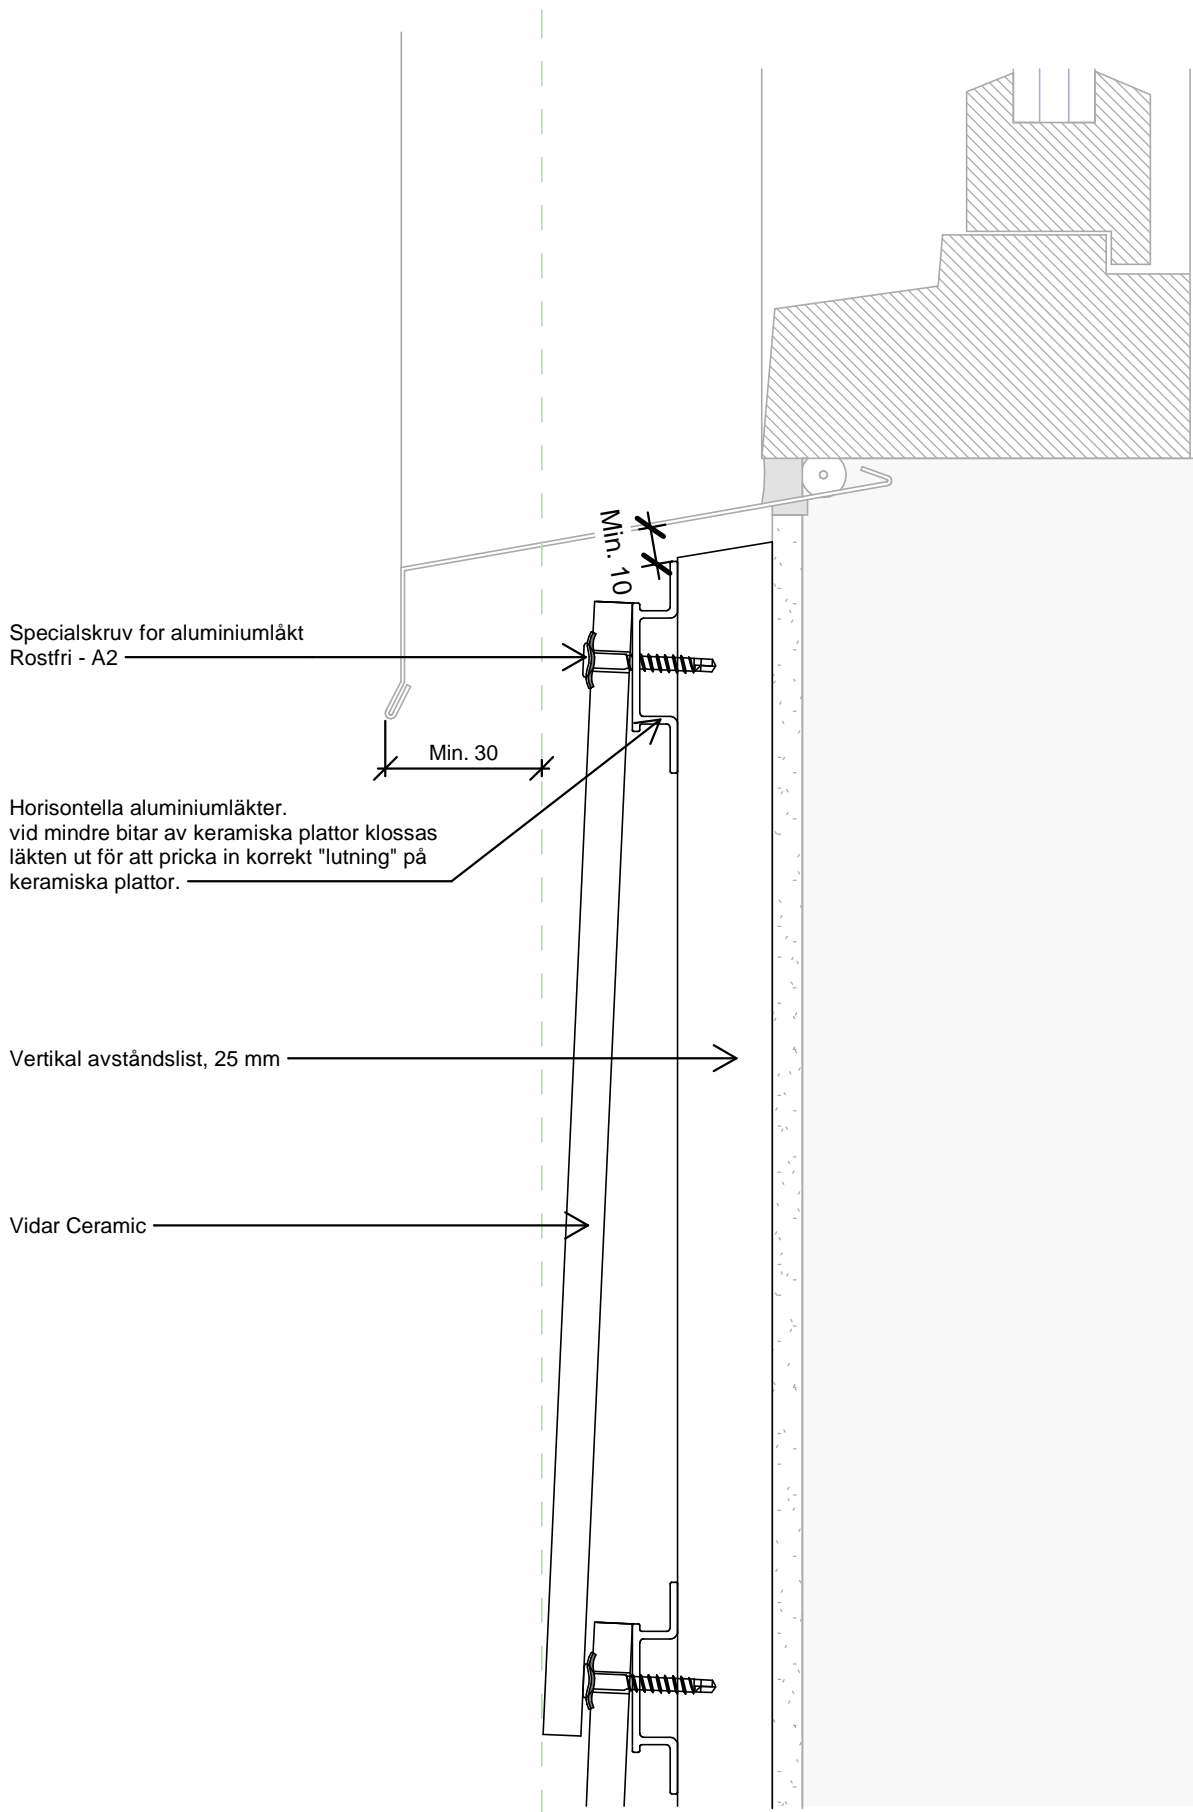 Min. 10
Specialskruv for aluminiumlåkt
Rostfri - A2
Min. 30
Horisontella aluminiumläkter.
vid mindre bitar av keramiska plattor klossas
läkten ut för att pricka in korrekt "lutning" på
keramiska plattor.
Vertikal avståndslist, 25 mm
Vidar Ceramic